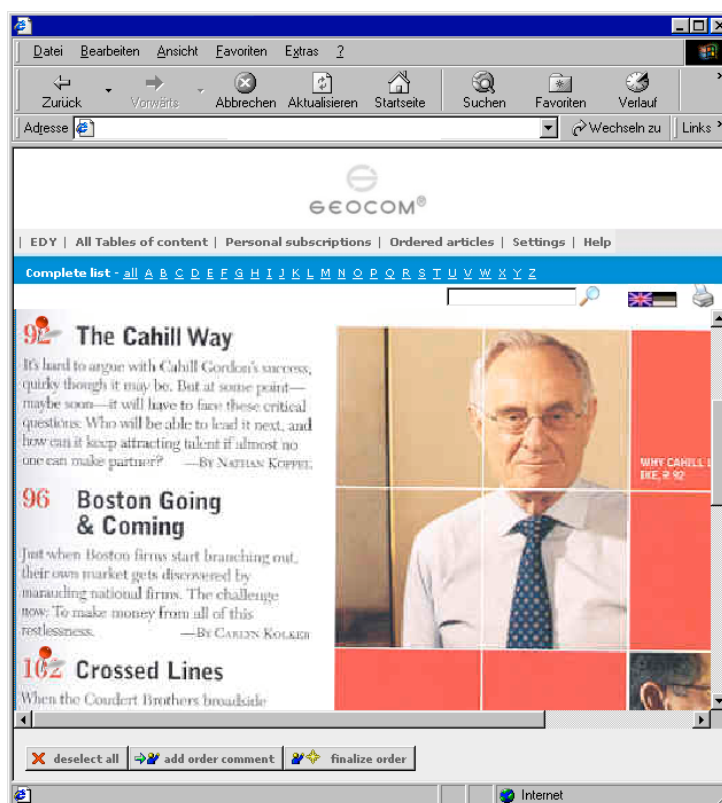 Datei Bearbeiten Ansicht Favoriten Extras ?
Zurück Vorwärts Abbrechen Aktualisieren Startseite Suchen Favoriten Verlauf
Adresse Wechseln zu Links
GEOCOM®
| EDY | All Tables of content | Personal subscriptions | Ordered articles | Settings | Help
Complete list - all A B C D E F G H I J K L M N O P Q R S T U V W X Y Z
92 The Cahill Way
It's hard to argue with Cahill Gordon's success,
quirky though it may be. But at some point—
maybe soon—it will have to face these critical
questions: Who will be able to lead it next, and
how can it keep attracting talent if almost no
one can make partner? —BY NATHAN KOPPEL
WHY CAHILL
IKE, P. 92
96 Boston Going
& Coming
Just when Boston firms start branching out,
their own market gets discovered by
marauding national firms. The challenge
now: To make money from all of this
restlessness. —BY CARLYN KOLKER
102 Crossed Lines
When the Coudert Brothers broadside
deselect all add order comment finalize order
Internet